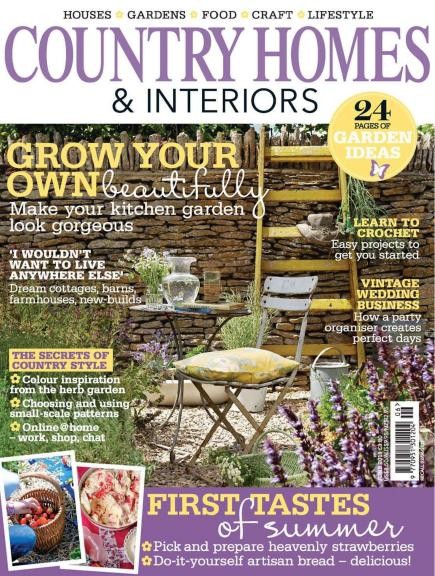 HOUSES ✿ GARDENS ✿ FOOD ✿ CRAFT ✿ LIFESTYLE
COUNTRY HOMES
& INTERIORS
24
PAGES OF
GARDEN
IDEAS
GROW YOUR
OWN beautifully
Make your kitchen garden
look gorgeous
'I WOULDN'T
WANT TO LIVE
ANYWHERE ELSE'
Dream cottages, barns,
farmhouses, new-builds
LEARN TO
CROCHET
Easy projects to
get you started
VINTAGE
WEDDING
BUSINESS
How a party
organiser creates
perfect days
THE SECRETS OF
COUNTRY STYLE
✿ Colour inspiration
from the herb garden
✿ Choosing and using
small-scale patterns
✿ Online@home
– work, shop, chat
06
FIRST TASTES
of summer
✿ Pick and prepare heavenly strawberries
✿ Do-it-yourself artisan bread – delicious!